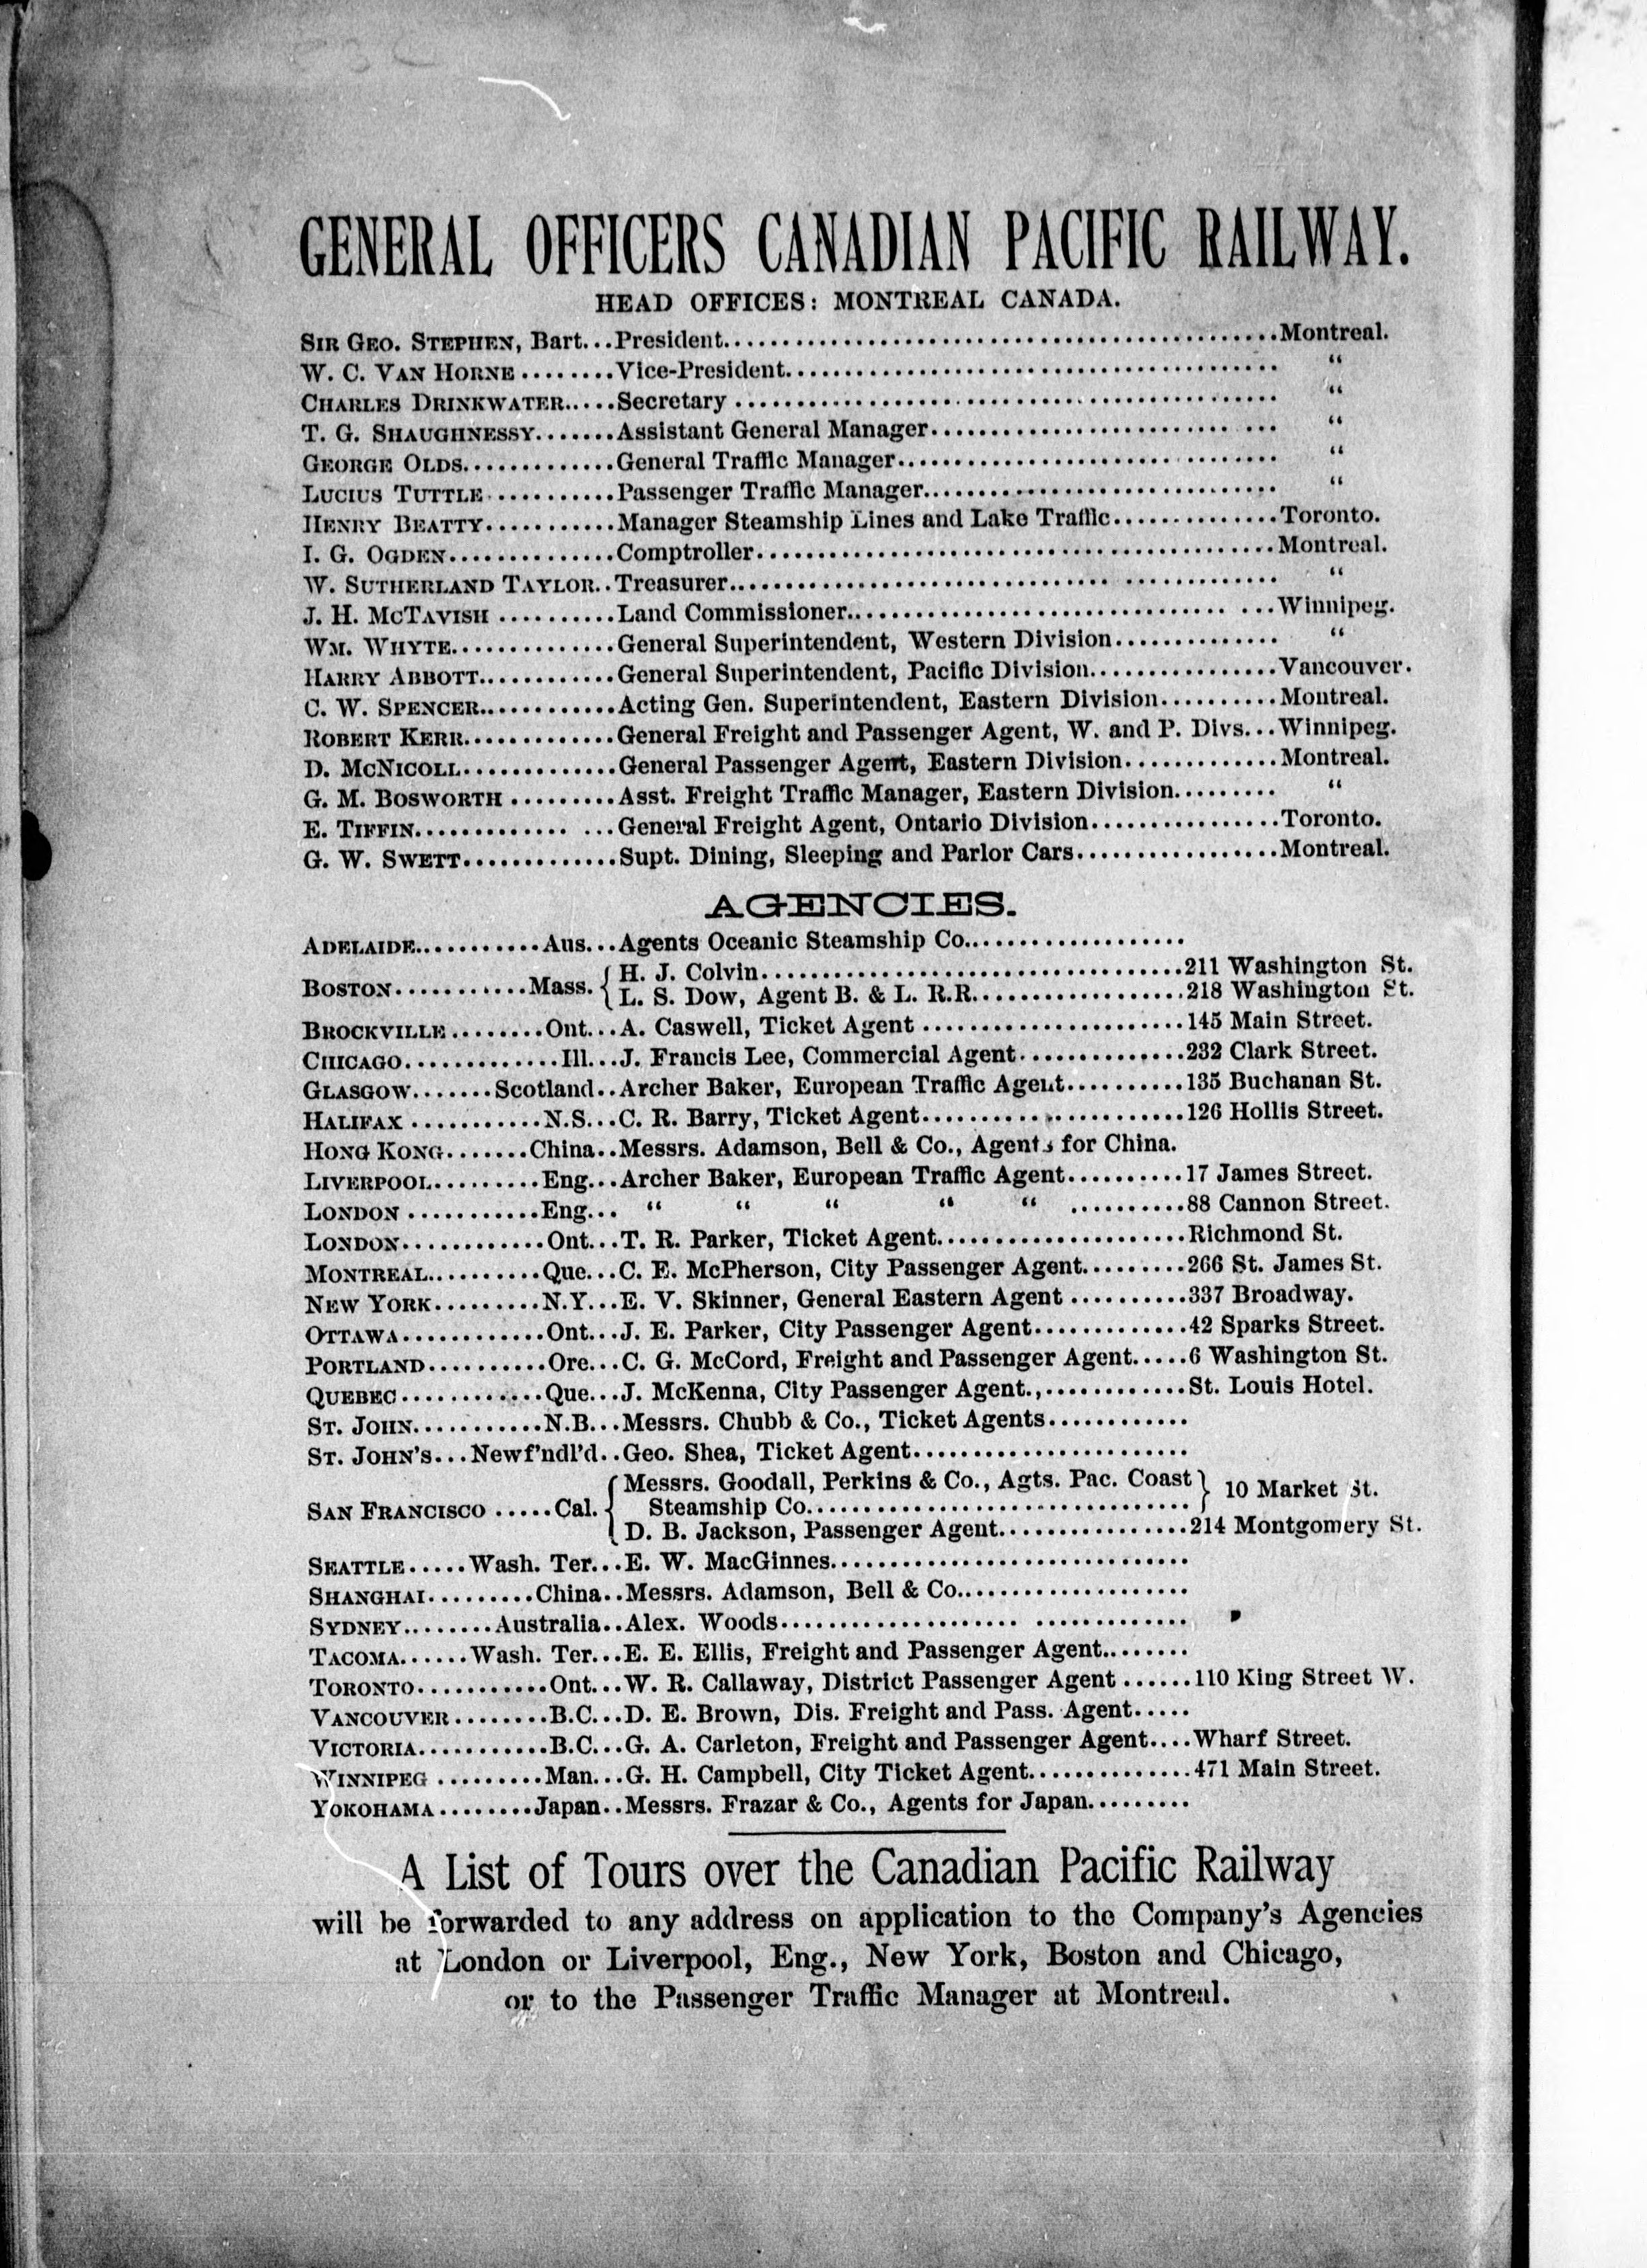 GENERAL OFFICERS CANADIAN PACIFIC RAILWAY.
HEAD OFFICES: MONTREAL CANADA.
SIR GEO. STEPHEN, Bart...President........................Montreal.
W. C. VAN HORNE........Vice-President........................ “
CHARLES DRINKWATER.....Secretary........................ “
T. G. SHAUGHNESSY.......Assistant General Manager........................ “
GEORGE OLDS.............General Traffic Manager........................ “
LUCIUS TUTTLE...........Passenger Traffic Manager........................ “
HENRY BEATTY...........Manager Steamship Lines and Lake Traffic..............Toronto.
I. G. OGDEN..............Comptroller........................Montreal.
W. SUTHERLAND TAYLOR..Treasurer........................ “
J. H. MCTAVISH..........Land Commissioner........................Winnipeg.
WM. WHYTE..............General Superintendent, Western Division.............. “
HARRY ABBOTT............General Superintendent, Pacific Division................Vancouver.
C. W. SPENCER............Acting Gen. Superintendent, Eastern Division..........Montreal.
ROBERT KERR.............General Freight and Passenger Agent, W. and P. Divs...Winnipeg.
D. MCNICOLL.............General Passenger Agent, Eastern Division.............Montreal.
G. M. BOSWORTH.........Asst. Freight Traffic Manager, Eastern Division......... “
E. TIFFIN................General Freight Agent, Ontario Division................Toronto.
G. W. SWETT.............Supt. Dining, Sleeping and Parlor Cars.................Montreal.
AGENCIES.
ADELAIDE...........Aus...Agents Oceanic Steamship Co....................
BOSTON............Mass. { H. J. Colvin........................211 Washington St.
L. S. Dow, Agent B. & L. R.R..................218 Washington St.
BROCKVILLE........Ont...A. Caswell, Ticket Agent.......................145 Main Street.
CHICAGO..............Ill...J. Francis Lee, Commercial Agent..............232 Clark Street.
GLASGOW.......Scotland..Archer Baker, European Traffic Agent..........135 Buchanan St.
HALIFAX...........N.S...C. R. Barry, Ticket Agent.......................126 Hollis Street.
HONG KONG.......China..Messrs. Adamson, Bell & Co., Agents for China.
LIVERPOOL.........Eng...Archer Baker, European Traffic Agent..........17 James Street.
LONDON...........Eng... “ “ “ “ “ ..........88 Cannon Street.
LONDON............Ont...T. R. Parker, Ticket Agent......................Richmond St.
MONTREAL..........Que...C. E. McPherson, City Passenger Agent.........266 St. James St.
NEW YORK.........N.Y...E. V. Skinner, General Eastern Agent..........337 Broadway.
OTTAWA............Ont...J. E. Parker, City Passenger Agent.............42 Sparks Street.
PORTLAND..........Ore...C. G. McCord, Freight and Passenger Agent.....6 Washington St.
QUEBEC............Que...J. McKenna, City Passenger Agent.,............St. Louis Hotel.
ST. JOHN...........N.B...Messrs. Chubb & Co., Ticket Agents............
ST. JOHN'S...Newf'ndl'd..Geo. Shea, Ticket Agent........................
SAN FRANCISCO.....Cal. { Messrs. Goodall, Perkins & Co., Agts. Pac. Coast } 10 Market St.
Steamship Co........................
D. B. Jackson, Passenger Agent................214 Montgomery St.
SEATTLE.....Wash. Ter...E. W. MacGinnes........................
SHANGHAI.........China..Messrs. Adamson, Bell & Co....................
SYDNEY........Australia..Alex. Woods........................
TACOMA......Wash. Ter...E. E. Ellis, Freight and Passenger Agent........
TORONTO...........Ont...W. R. Callaway, District Passenger Agent......110 King Street W.
VANCOUVER........B.C...D. E. Brown, Dis. Freight and Pass. Agent.....
VICTORIA...........B.C...G. A. Carleton, Freight and Passenger Agent....Wharf Street.
WINNIPEG.........Man...G. H. Campbell, City Ticket Agent..............471 Main Street.
YOKOHAMA........Japan..Messrs. Frazar & Co., Agents for Japan.........
A List of Tours over the Canadian Pacific Railway
will be forwarded to any address on application to the Company's Agencies
at London or Liverpool, Eng., New York, Boston and Chicago,
or to the Passenger Traffic Manager at Montreal.